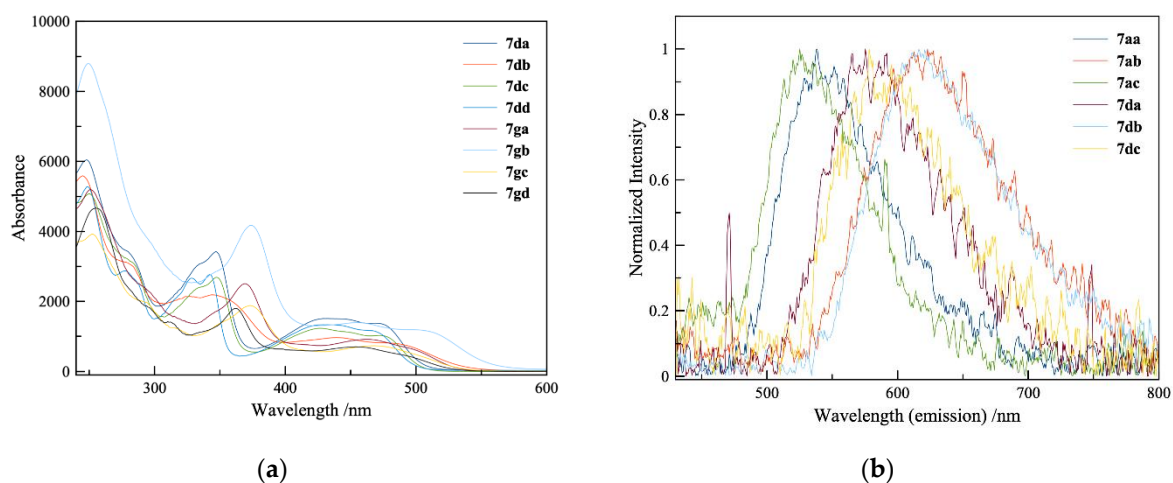 10000
8000
6000
4000
2000
0
300
400
500
600
Absorbance
Wavelength /nm
7da
7db
7dc
7dd
7ga
7gb
7gc
7gd
(a)
1
0.8
0.6
0.4
0.2
0
500
600
700
800
Normalized Intensity
Wavelength (emission) /nm
7aa
7ab
7ac
7da
7db
7dc
(b)